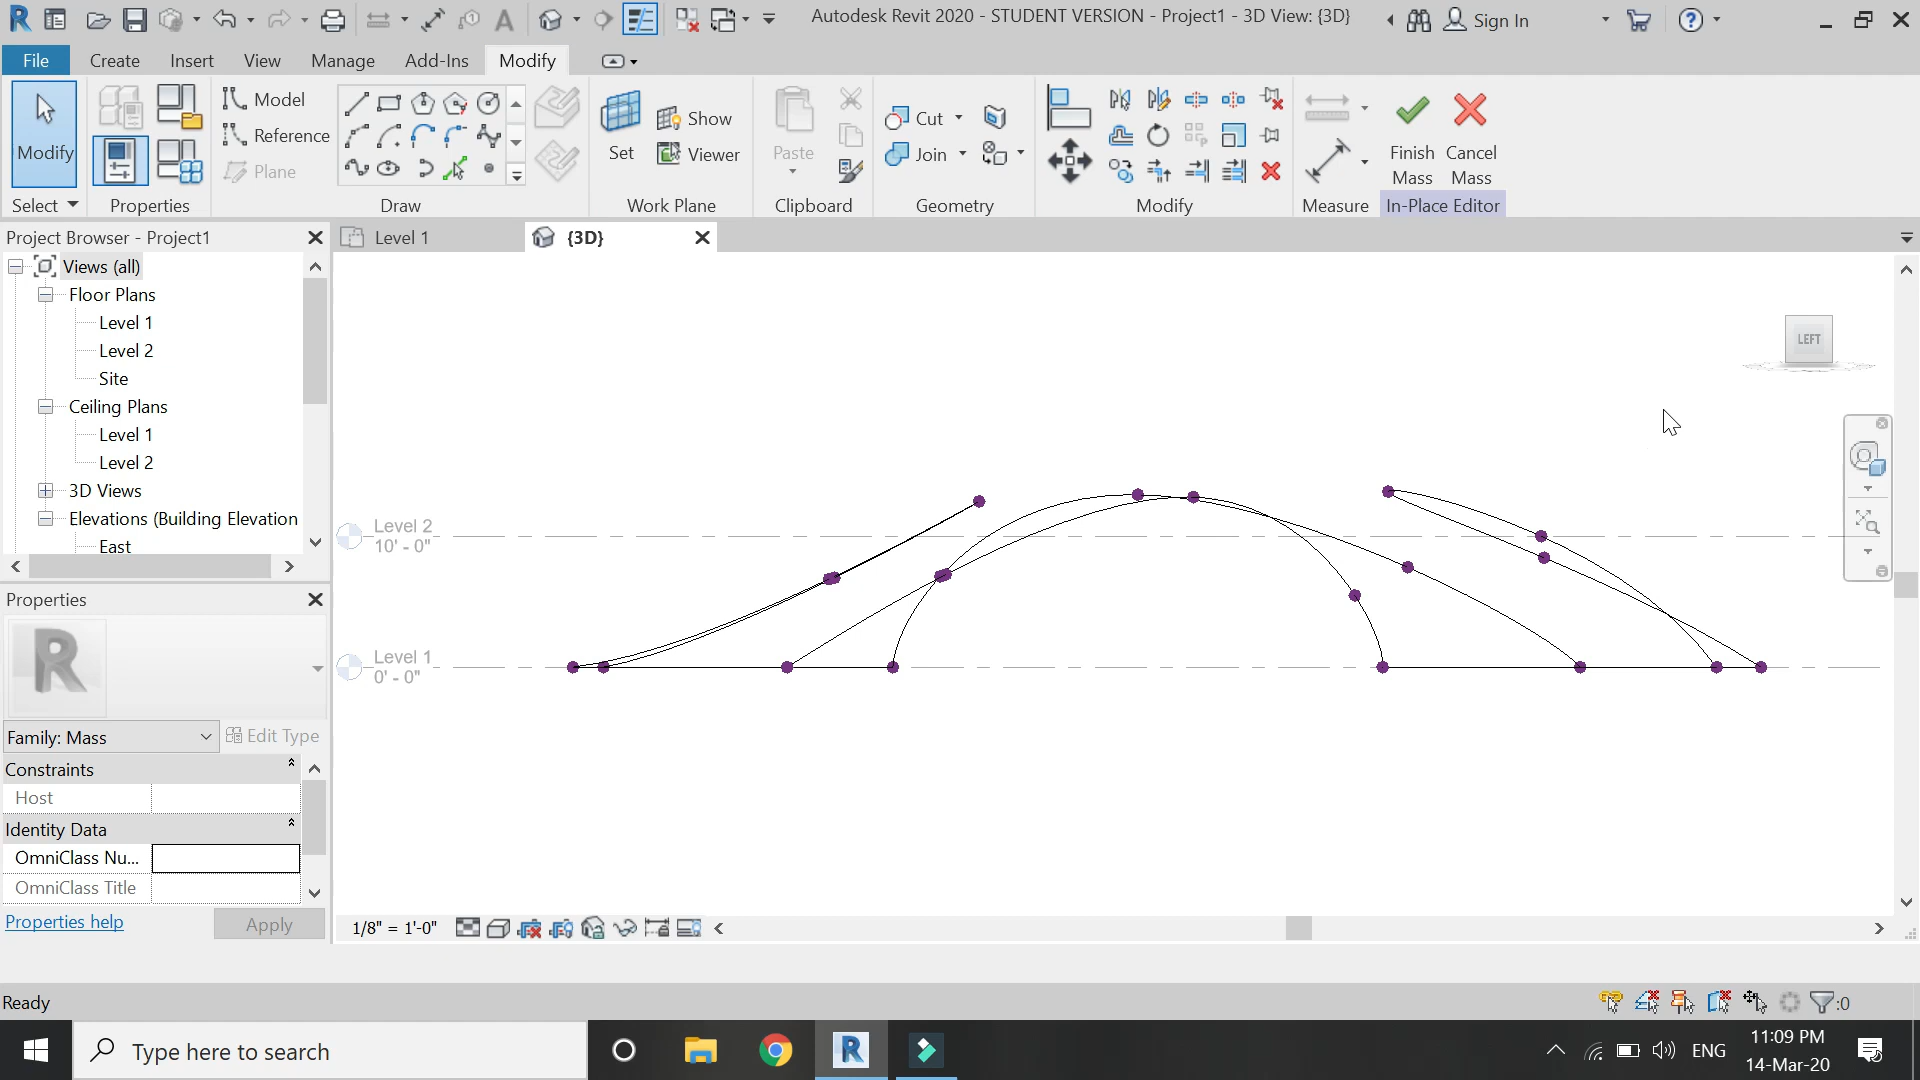 Autodesk Revit 2020 - STUDENT VERSION - Project1 - 3D View: {3D}
Sign In
File Create Insert View Manage Add-Ins Modify
Modify
Select
Properties
Model
Reference
Plane
Draw
Set
Show
Viewer
Work Plane
Paste
Clipboard
Cut
Join
Geometry
Modify
Measure
Finish Mass
Cancel Mass
In-Place Editor
Project Browser - Project1
Level 1
{3D}
Views (all)
Floor Plans
Level 1
Level 2
Site
Ceiling Plans
Level 1
Level 2
3D Views
Elevations (Building Elevation
East
LEFT
Level 2
10' - 0"
Level 1
0' - 0"
Properties
R
Family: Mass
Edit Type
Constraints
Host
Identity Data
OmniClass Nu...
OmniClass Title
Properties help
Apply
1/8" = 1'-0"
Ready
:0
Type here to search
ENG
11:09 PM
14-Mar-20